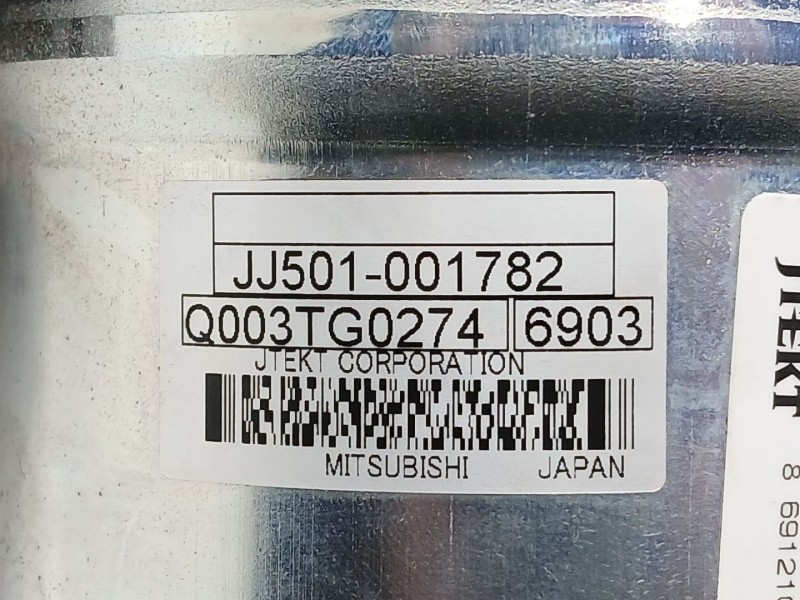 JJ501-001782
Q003TG0274 6903
JTEKT CORPORATION
MITSUBISHI JAPAN
JTEKT
8 69121